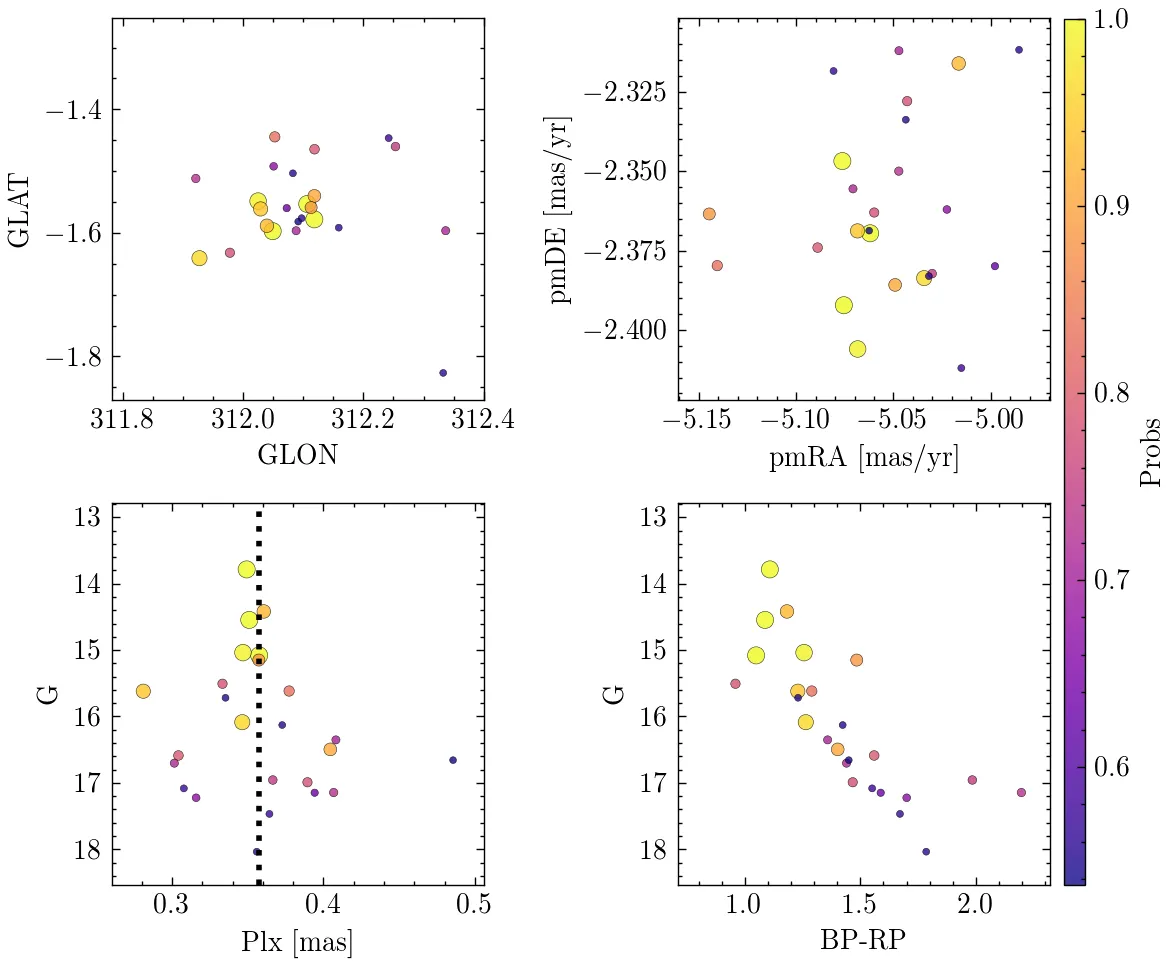 −1.4
−1.6
−1.8
GLAT
311.8 312.0 312.2 312.4
GLON
−2.325
−2.350
−2.375
−2.400
pmDE [mas/yr]
−5.15 −5.10 −5.05 −5.00
pmRA [mas/yr]
1.0
0.9
0.8
0.7
0.6
Probs
13
14
15
16
17
18
G
0.3 0.4 0.5
Plx [mas]
13
14
15
16
17
18
G
1.0 1.5 2.0
BP-RP